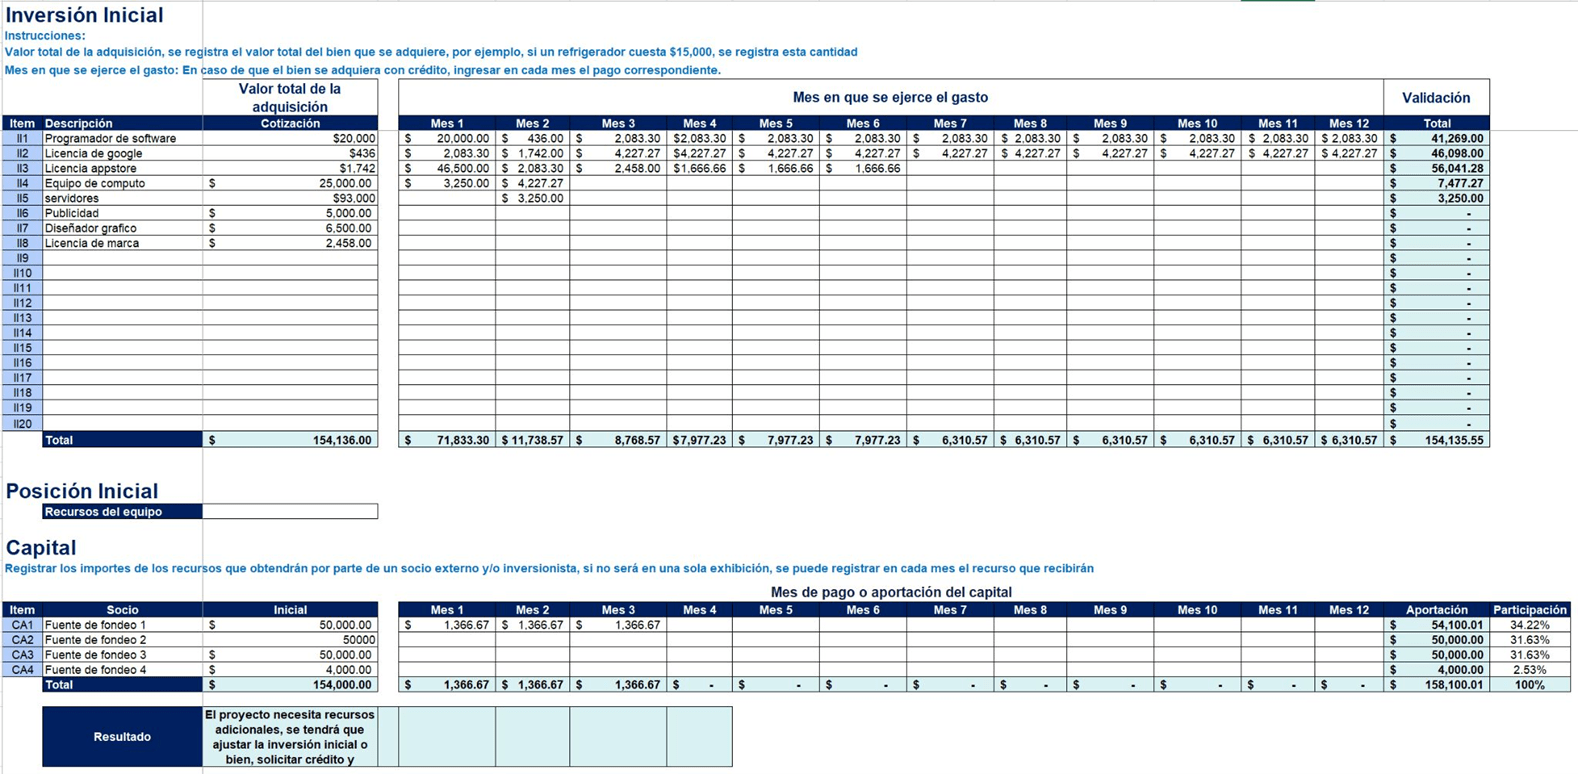 Inversión Inicial
Instrucciones:
Valor total de la adquisición, se registra el valor total del bien que se adquiere, por ejemplo, si un refrigerador cuesta $15,000, se registra esta cantidad
Mes en que se ejerce el gasto: En caso de que el bien se adquiera con crédito, ingresar en cada mes el pago correspondiente.
Valor total de la
adquisición
Mes en que se ejerce el gasto
Validación
Item Descripción Cotización Mes 1 Mes 2 Mes 3 Mes 4 Mes 5 Mes 6 Mes 7 Mes 8 Mes 9 Mes 10 Mes 11 Mes 12 Total
II1 Programador de software $20,000 $ 20,000.00 $ 436.00 $ 2,083.30 $2,083.30 $ 2,083.30 $ 2,083.30 $ 2,083.30 $ 2,083.30 $ 2,083.30 $ 2,083.30 $ 2,083.30 $ 2,083.30 $ 41,269.00
II2 Licencia de google $436 $ 2,083.30 $ 1,742.00 $ 4,227.27 $4,227.27 $ 4,227.27 $ 4,227.27 $ 4,227.27 $ 4,227.27 $ 4,227.27 $ 4,227.27 $ 4,227.27 $ 4,227.27 $ 46,098.00
II3 Licencia appstore $1,742 $ 46,500.00 $ 2,083.30 $ 2,458.00 $1,666.66 $ 1,666.66 $ 1,666.66 $ 56,041.28
II4 Equipo de computo $ 25,000.00 $ 3,250.00 $ 4,227.27 $ 7,477.27
II5 servidores $93,000 $ 3,250.00 $ 3,250.00
II6 Publicidad $ 5,000.00 $ -
II7 Diseñador grafico $ 6,500.00 $ -
II8 Licencia de marca $ 2,458.00 $ -
II9 $ -
II10 $ -
II11 $ -
II12 $ -
II13 $ -
II14 $ -
II15 $ -
II16 $ -
II17 $ -
II18 $ -
II19 $ -
II20 $ -
Total $ 154,136.00 $ 71,833.30 $ 11,738.57 $ 8,768.57 $7,977.23 $ 7,977.23 $ 7,977.23 $ 6,310.57 $ 6,310.57 $ 6,310.57 $ 6,310.57 $ 6,310.57 $ 6,310.57 $ 154,135.55
Posición Inicial
Recursos del equipo
Capital
Registrar los importes de los recursos que obtendrán por parte de un socio externo y/o inversionista, si no será en una sola exhibición, se puede registrar en cada mes el recurso que recibirán
Mes de pago o aportación del capital
Item Socio Inicial Mes 1 Mes 2 Mes 3 Mes 4 Mes 5 Mes 6 Mes 7 Mes 8 Mes 9 Mes 10 Mes 11 Mes 12 Aportación Participación
CA1 Fuente de fondeo 1 $ 50,000.00 $ 1,366.67 $ 1,366.67 $ 1,366.67 $ 54,100.01 34.22%
CA2 Fuente de fondeo 2 50000 $ 50,000.00 31.63%
CA3 Fuente de fondeo 3 $ 50,000.00 $ 50,000.00 31.63%
CA4 Fuente de fondeo 4 $ 4,000.00 $ 4,000.00 2.53%
Total $ 154,000.00 $ 1,366.67 $ 1,366.67 $ 1,366.67 $ - $ - $ - $ - $ - $ - $ - $ - $ - $ 158,100.01 100%
Resultado
El proyecto necesita recursos
adicionales, se tendrá que
ajustar la inversión inicial o
bien, solicitar crédito y